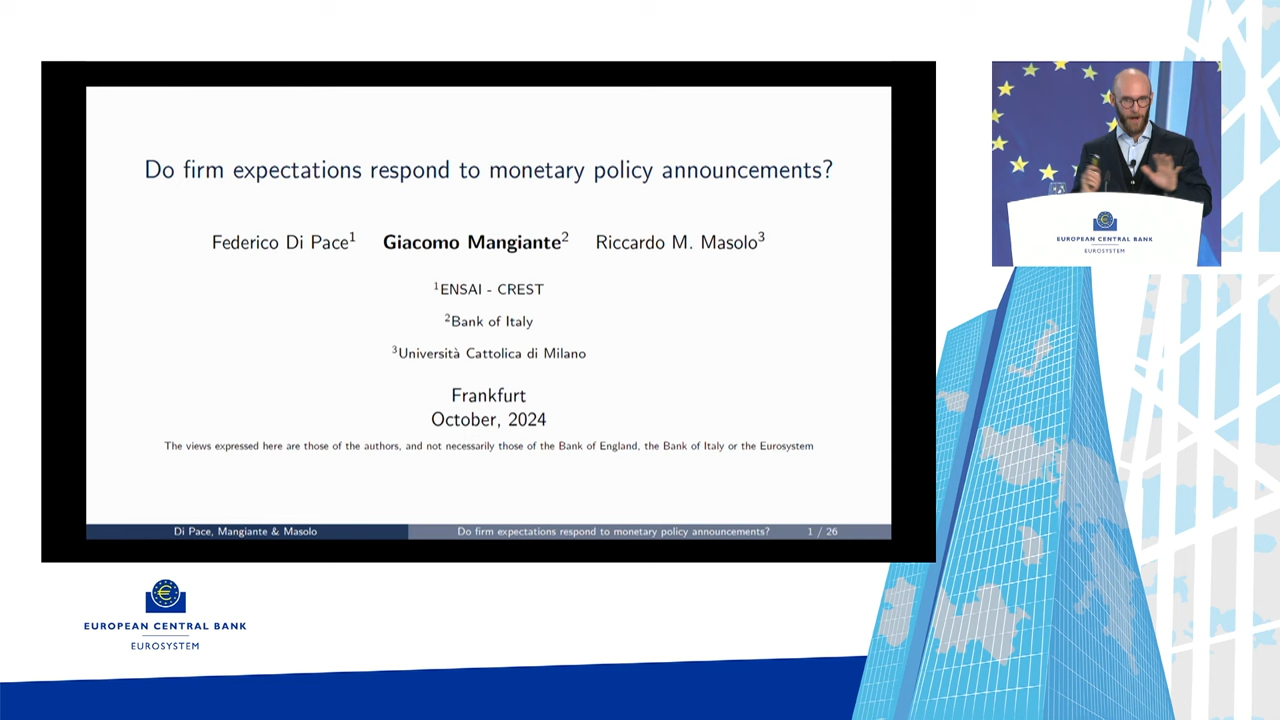 Do firm expectations respond to monetary policy announcements?
Federico Di Pace1 Giacomo Mangiante2 Riccardo M. Masolo3
1ENSAI - CREST
2Bank of Italy
3Università Cattolica di Milano
Frankfurt
October, 2024
The views expressed here are those of the authors, and not necessarily those of the Bank of England, the Bank of Italy or the Eurosystem
Di Pace, Mangiante & Masolo Do firm expectations respond to monetary policy announcements? 1 / 26
EUROPEAN CENTRAL BANK
EUROSYSTEM
EUROPEAN CENTRAL BANK
EUROSYSTEM